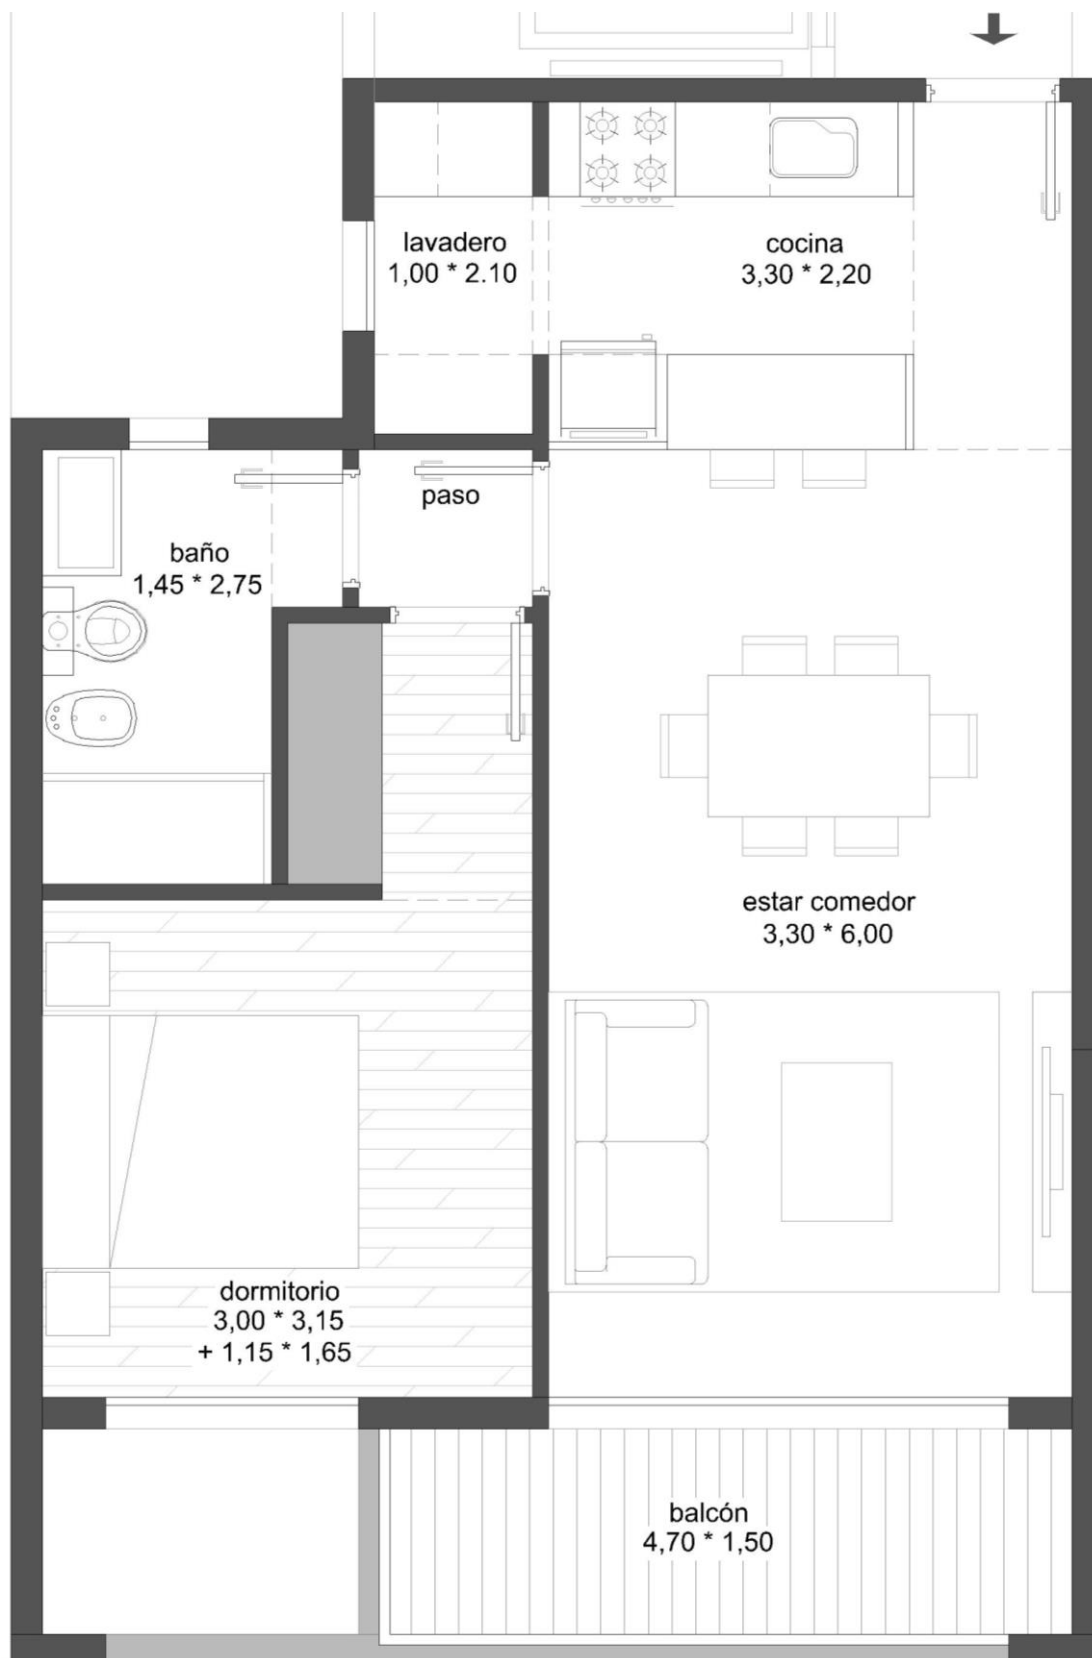 lavadero
1,00 * 2.10
cocina
3,30 * 2,20
paso
baño
1,45 * 2,75
estar comedor
3,30 * 6,00
dormitorio
3,00 * 3,15
+ 1,15 * 1,65
balcón
4,70 * 1,50